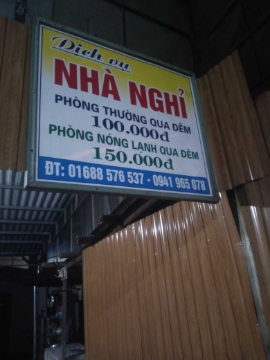 Dịch vụ
NHÀ NGHỈ
PHÒNG THƯỜNG QUA ĐÊM
100.000đ
PHÒNG NÓNG LẠNH QUA ĐÊM
150.000đ
ĐT: 01688 576 537 - 0941 965 078